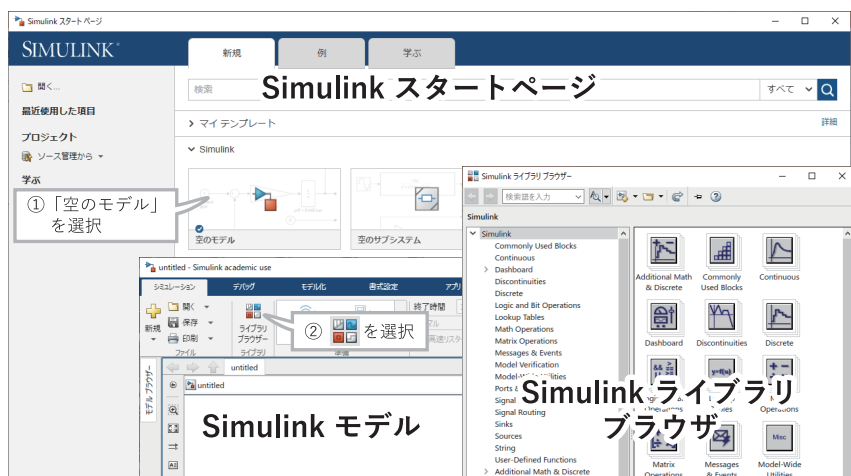 Simulink スタートページ
SIMULINK®
新規
例
学ぶ
開く...
最近使用した項目
プロジェクト
ソース管理から
学ぶ
検索
すべて
Simulink スタートページ
マイ テンプレート
詳細
Simulink
空のモデル
空のサブシステム
①「空のモデル」
を選択
untitled - Simulink academic use
シミュレーション
デバッグ
モデル化
書式設定
アプリ
新規
開く
保存
印刷
ファイル
ライブラリ
ブラウザー
ライブラリ
準備
終了時間
② を選択
untitled
モデル ブラウザー
untitled
Simulink モデル
Simulink ライブラリ ブラウザー
検索語を入力
Simulink
Simulink
Commonly Used Blocks
Continuous
Dashboard
Discontinuities
Discrete
Logic and Bit Operations
Lookup Tables
Math Operations
Matrix Operations
Messages & Events
Model Verification
Model-Wide Utilities
Ports &
Signal
Signal Routing
Sinks
Sources
String
User-Defined Functions
Additional Math & Discrete
Additional Math
& Discrete
Commonly
Used Blocks
Continuous
Dashboard
Discontinuities
Discrete
y=f(u)
Operations
Operations
Misc
Matrix
Operations
Messages
& Events
Model-Wide
Utilities
Simulink ライブラリ
ブラウザ